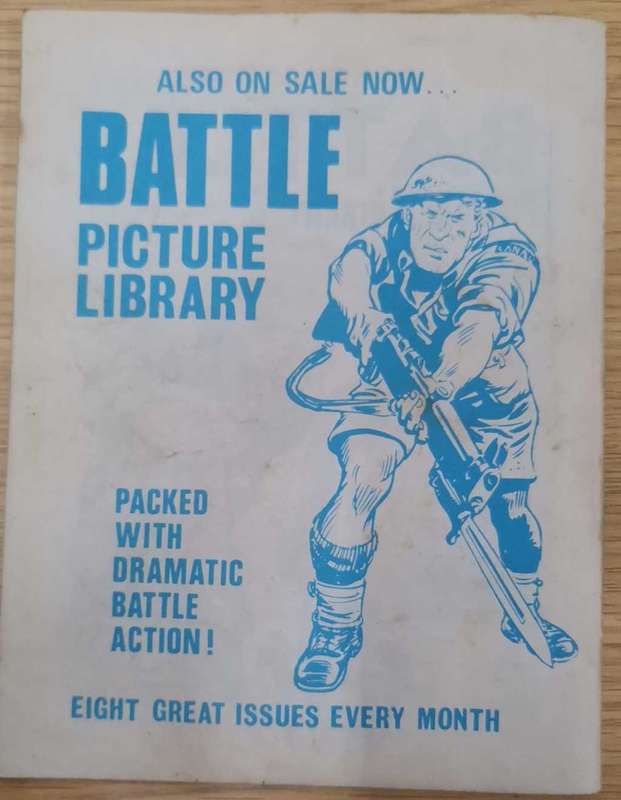 ALSO ON SALE NOW...
BATTLE
PICTURE
LIBRARY
PACKED
WITH
DRAMATIC
BATTLE
ACTION!
EIGHT GREAT ISSUES EVERY MONTH